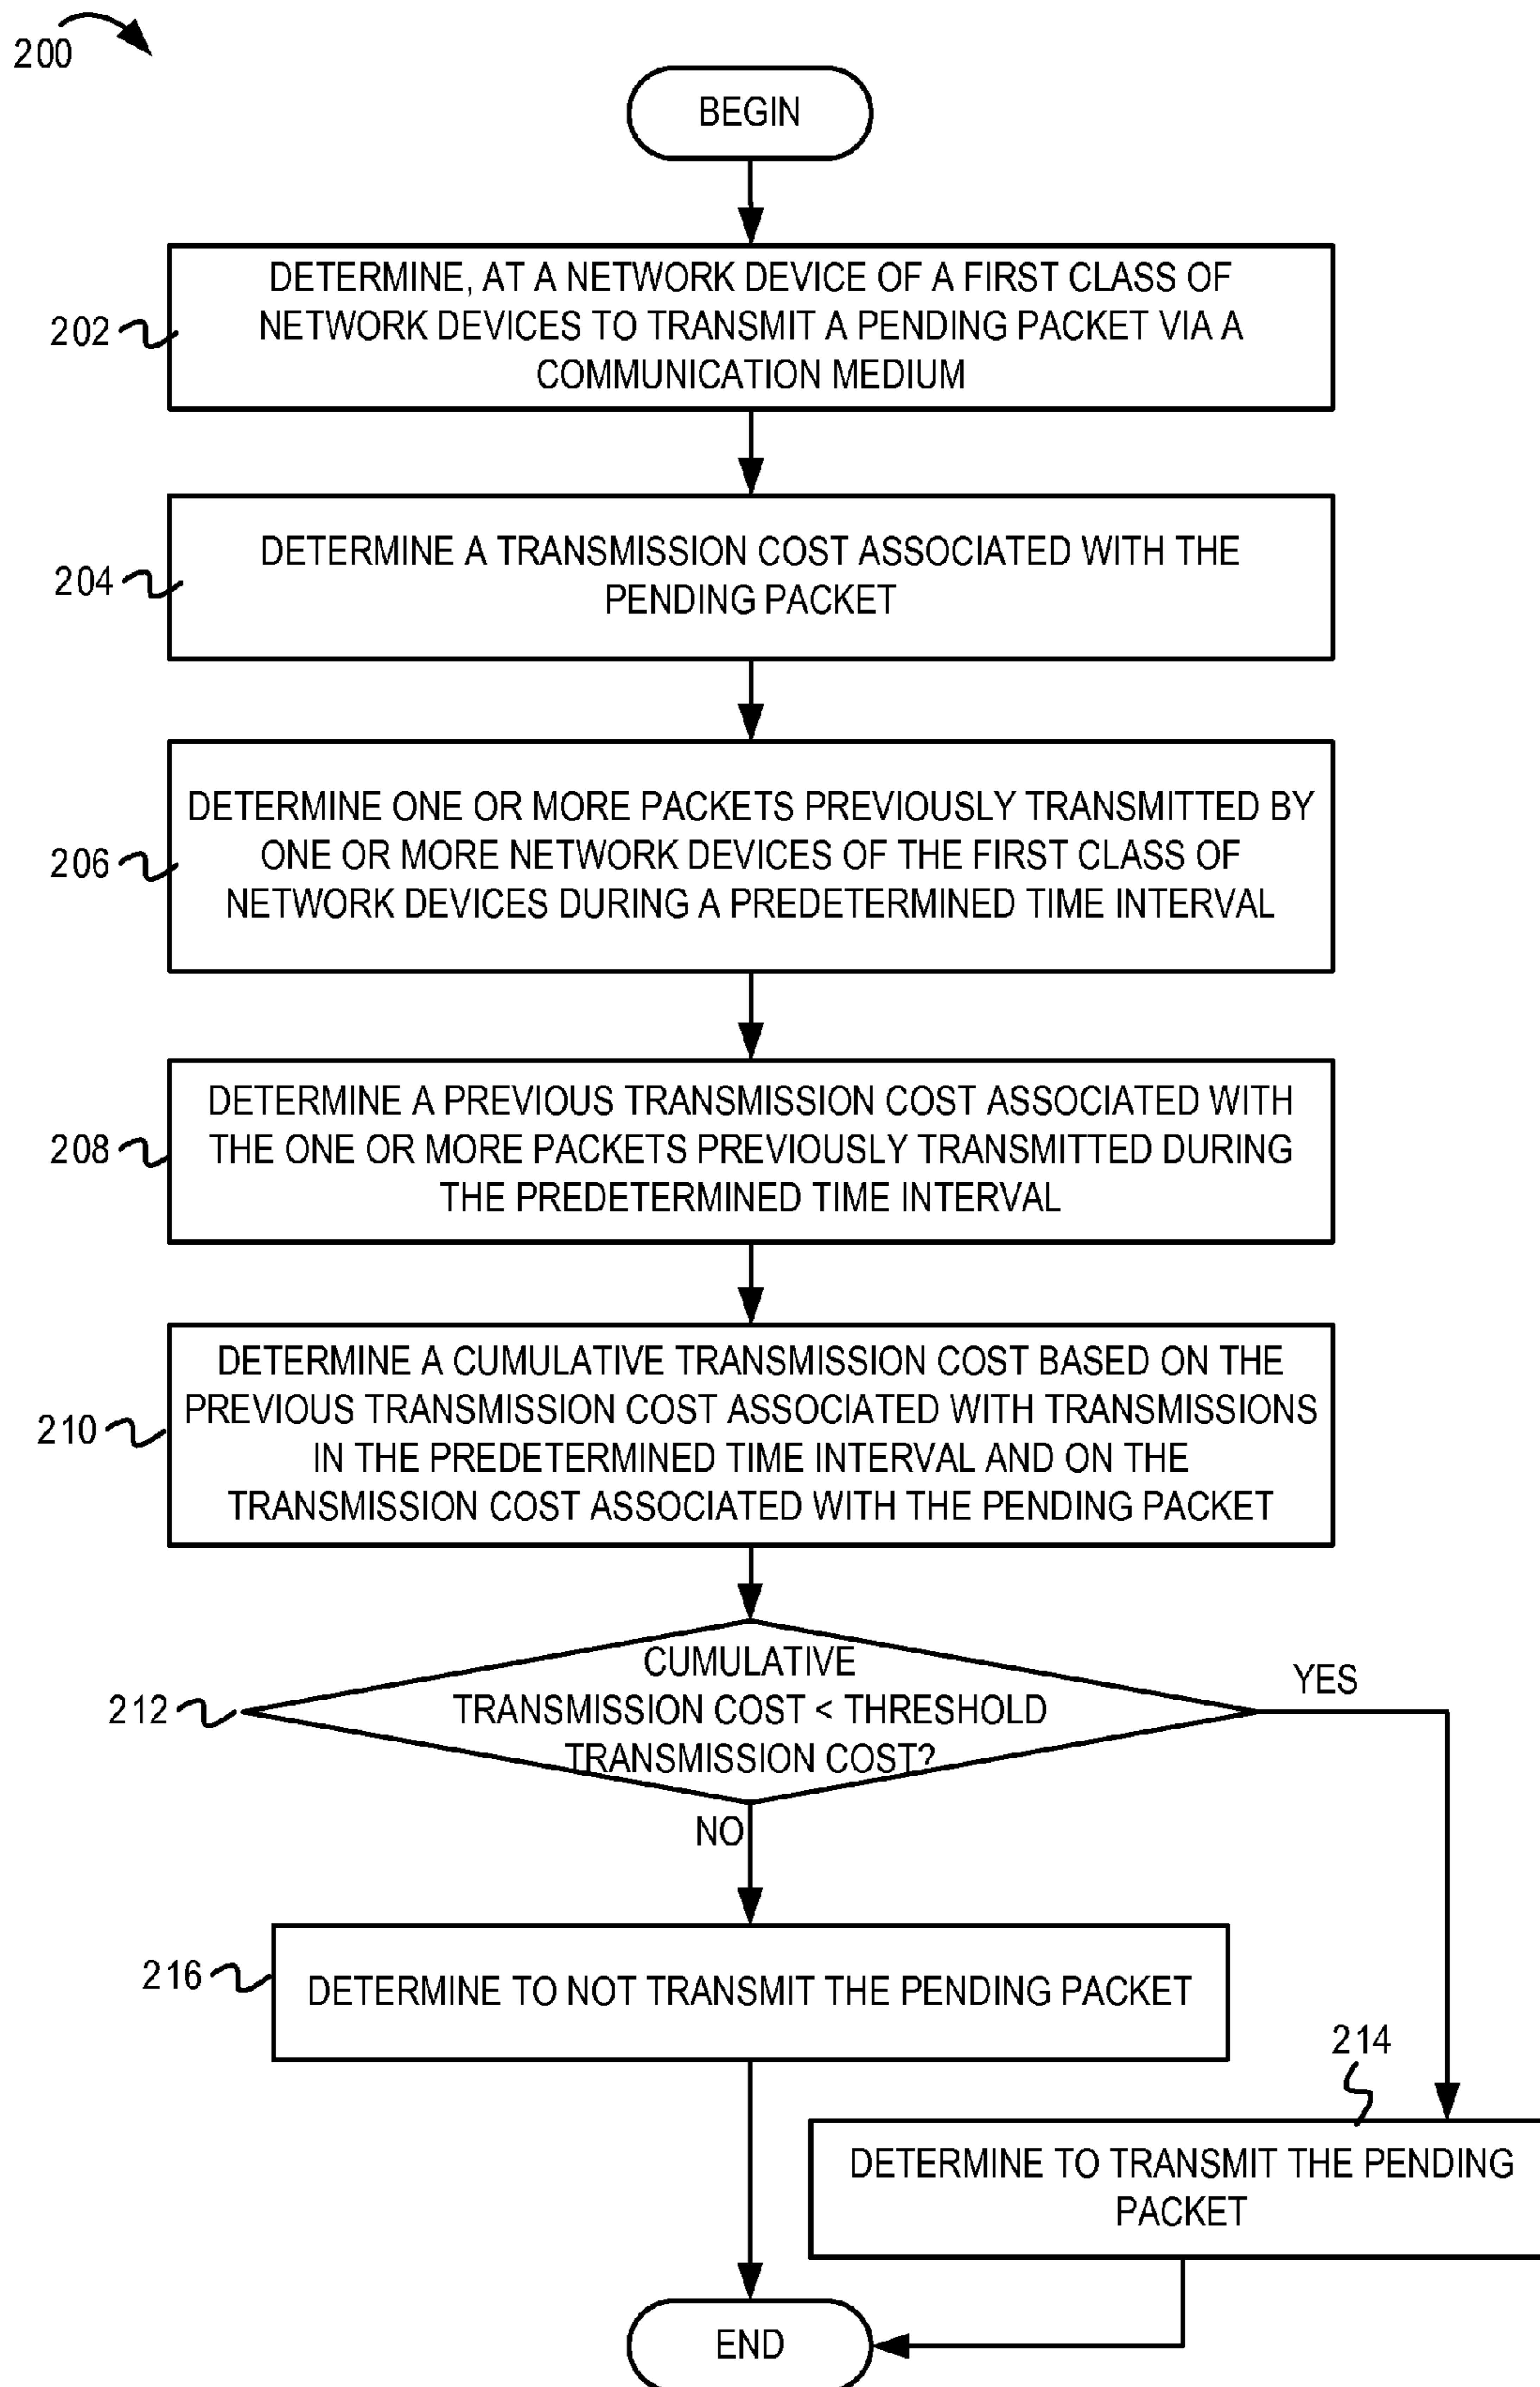 200
BEGIN
DETERMINE, AT A NETWORK DEVICE OF A FIRST CLASS OF
NETWORK DEVICES TO TRANSMIT A PENDING PACKET VIA A
COMMUNICATION MEDIUM
202
DETERMINE A TRANSMISSION COST ASSOCIATED WITH THE
PENDING PACKET
204
DETERMINE ONE OR MORE PACKETS PREVIOUSLY TRANSMITTED BY
ONE OR MORE NETWORK DEVICES OF THE FIRST CLASS OF
NETWORK DEVICES DURING A PREDETERMINED TIME INTERVAL
206
DETERMINE A PREVIOUS TRANSMISSION COST ASSOCIATED WITH
THE ONE OR MORE PACKETS PREVIOUSLY TRANSMITTED DURING
THE PREDETERMINED TIME INTERVAL
208
DETERMINE A CUMULATIVE TRANSMISSION COST BASED ON THE
PREVIOUS TRANSMISSION COST ASSOCIATED WITH TRANSMISSIONS
IN THE PREDETERMINED TIME INTERVAL AND ON THE
TRANSMISSION COST ASSOCIATED WITH THE PENDING PACKET
210
CUMULATIVE
TRANSMISSION COST < THRESHOLD
TRANSMISSION COST?
212
YES
NO
216
DETERMINE TO NOT TRANSMIT THE PENDING PACKET
214
DETERMINE TO TRANSMIT THE PENDING
PACKET
END